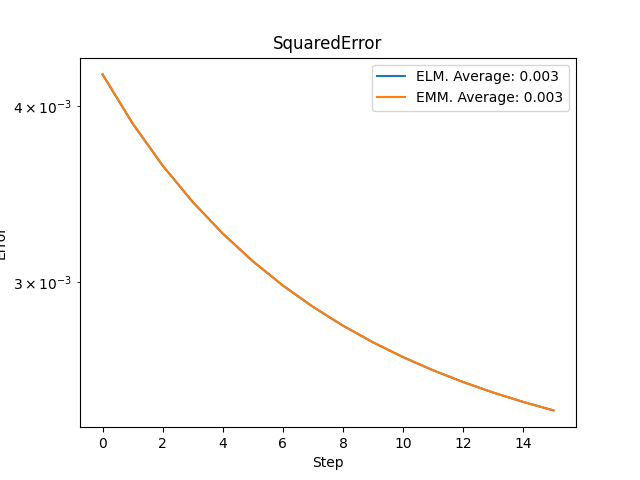 SquaredError
ELM. Average: 0.003
EMM. Average: 0.003
4 × 10⁻³
3 × 10⁻³
Error
0 2 4 6 8 10 12 14
Step